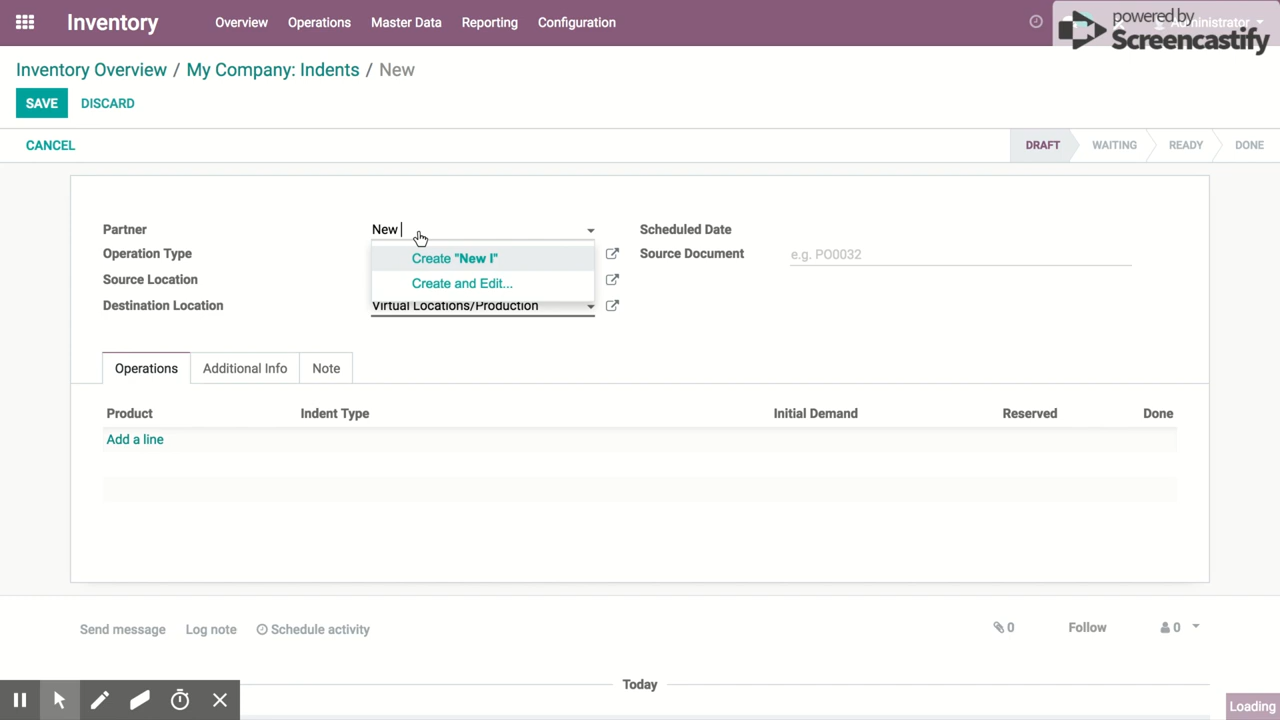 Inventory Overview Operations Master Data Reporting Configuration Administrator
powered by
Screencastify
Inventory Overview / My Company: Indents / New
SAVE DISCARD
CANCEL DRAFT WAITING READY DONE
Partner New Scheduled Date
Operation Type Create "New I" Source Document e.g. PO0032
Source Location Create and Edit...
Destination Location Virtual Locations/Production
Operations Additional Info Note
Product Indent Type Initial Demand Reserved Done
Add a line
Send message Log note Schedule activity 0 Follow 0
Today
Loading